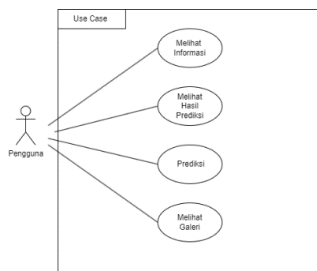 Use Case
Melihat
Informasi
Melihat
Hasil
Prediksi
Pengguna
Prediksi
Melihat
Galeri